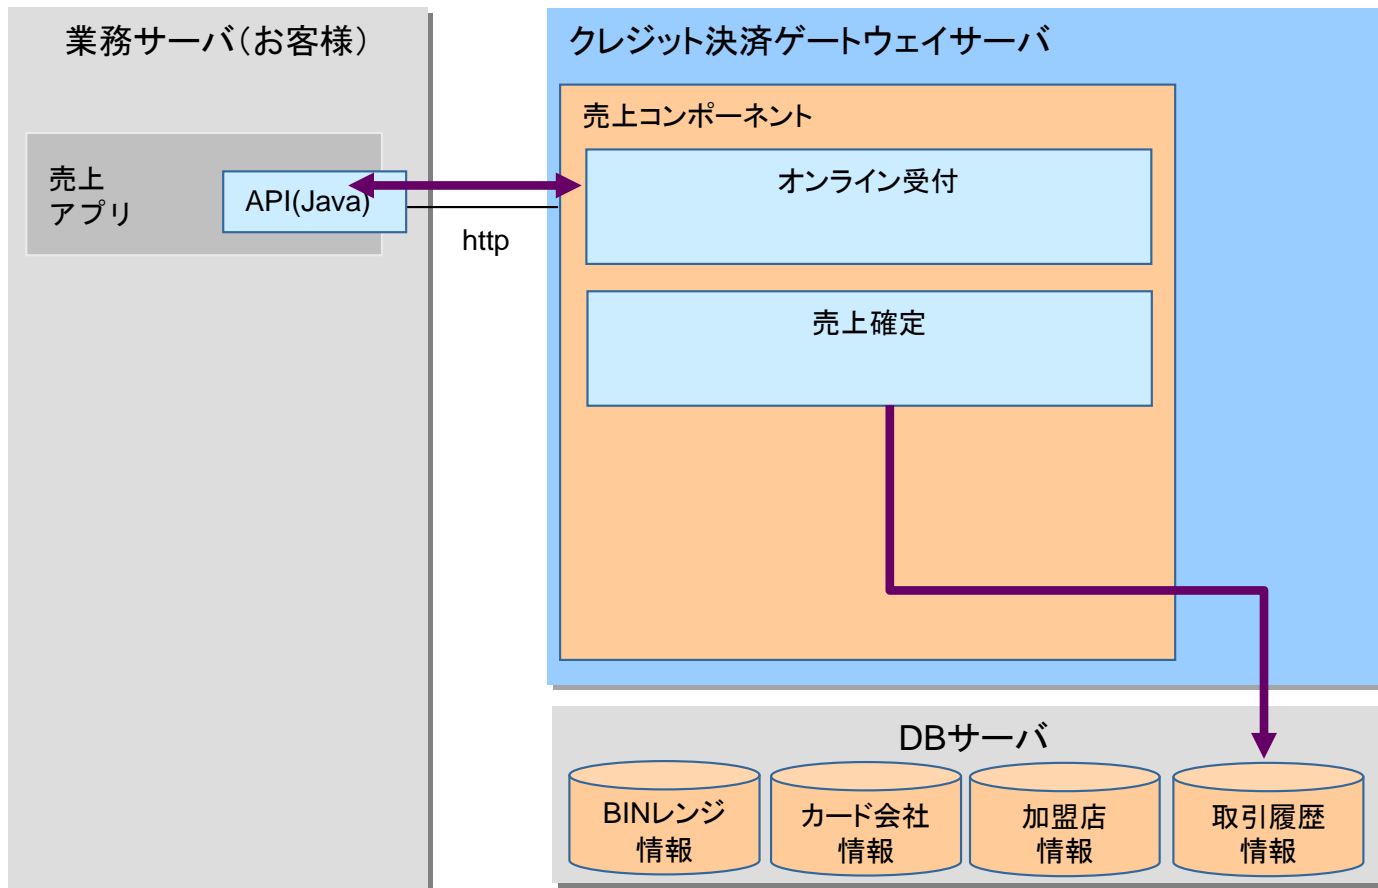 業務サーバ(お客様)
売上
アプリ
API(Java)
http
クレジット決済ゲートウェイサーバ
売上コンポーネント
オンライン受付
売上確定
DBサーバ
BINレンジ
情報
カード会社
情報
加盟店
情報
取引履歴
情報